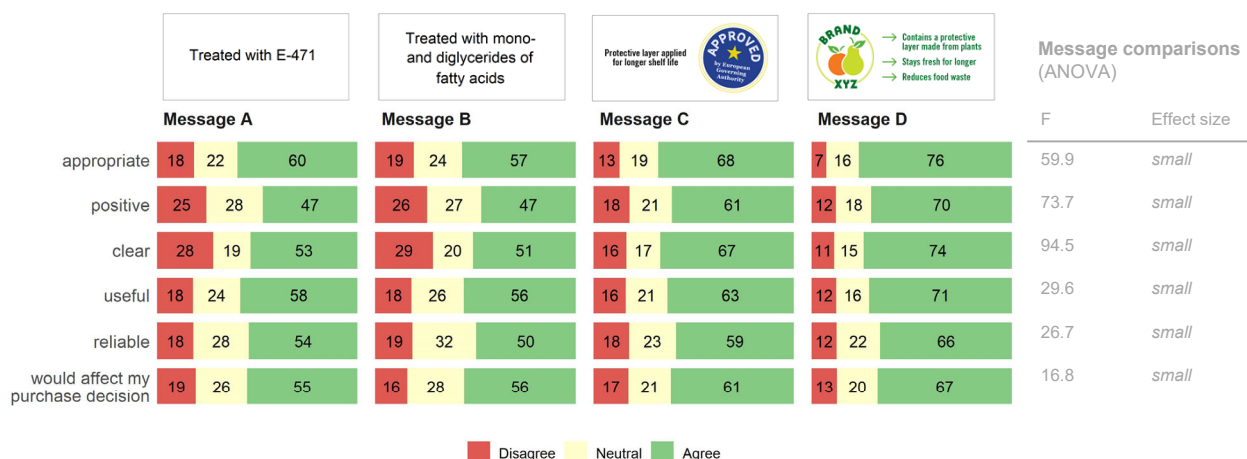 Treated with E-471
Treated with mono-
and diglycerides of
fatty acids
Protective layer applied
for longer shelf life
APPROVED
by European
Governing
Authority
BRAND
XYZ
→ Contains a protective
layer made from plants
→ Stays fresh for longer
→ Reduces food waste
Message comparisons
(ANOVA)
Message A Message B Message C Message D F Effect size
appropriate 18 22 60 19 24 57 13 19 68 7 16 76 59.9 small
positive 25 28 47 26 27 47 18 21 61 12 18 70 73.7 small
clear 28 19 53 29 20 51 16 17 67 11 15 74 94.5 small
useful 18 24 58 18 26 56 16 21 63 12 16 71 29.6 small
reliable 18 28 54 19 32 50 18 23 59 12 22 66 26.7 small
would affect my
purchase decision 19 26 55 16 28 56 17 21 61 13 20 67 16.8 small
Disagree Neutral Agree